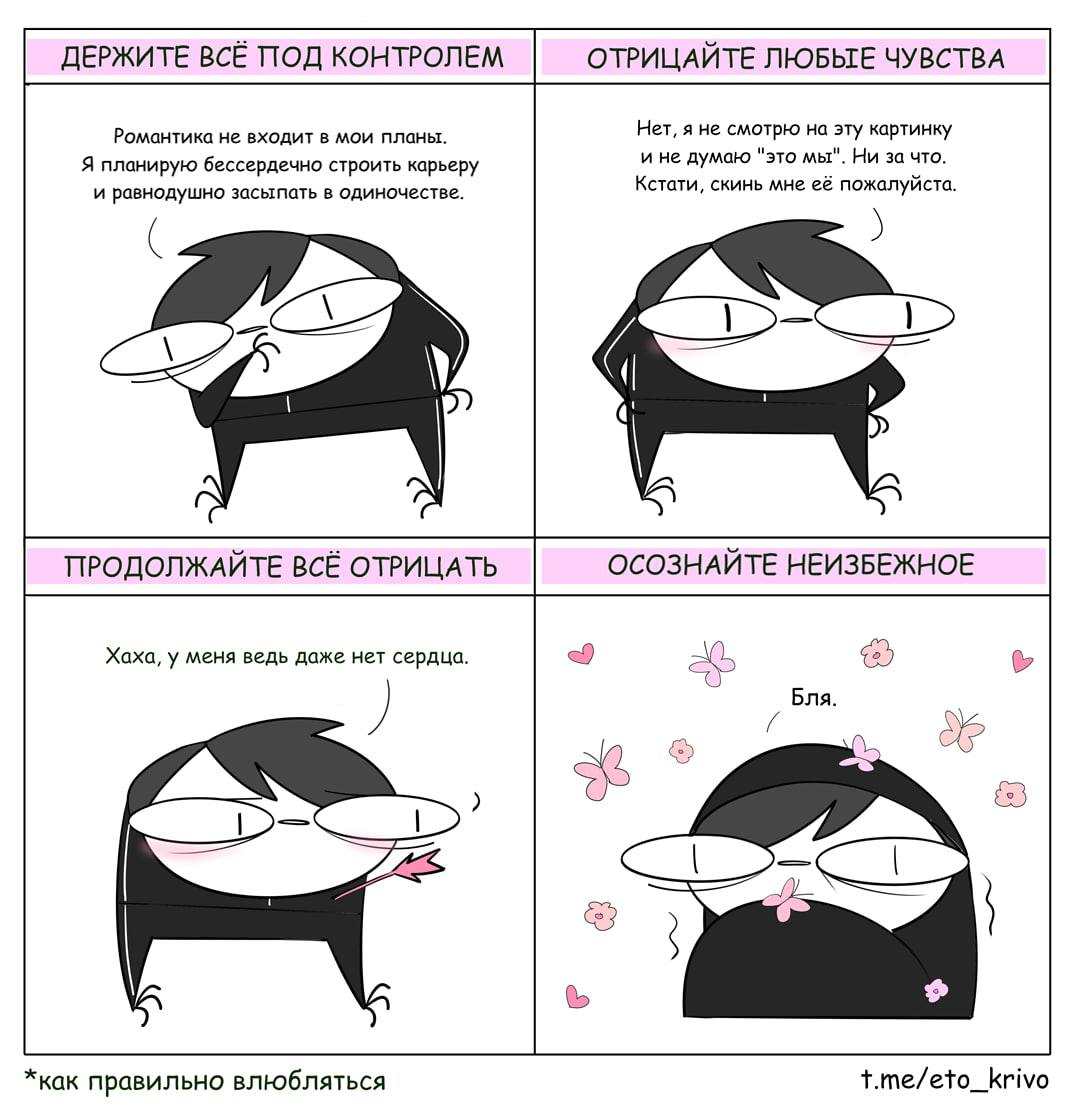 ДЕРЖИТЕ ВСЁ ПОД КОНТРОЛЕМ
Романтика не входит в мои планы.
Я планирую бессердечно строить карьеру
и равнодушно засыпать в одиночестве.
ОТРИЦАЙТЕ ЛЮБЫЕ ЧУВСТВА
Нет, я не смотрю на эту картинку
и не думаю "это мы". Ни за что.
Кстати, скинь мне её пожалуйста.
ПРОДОЛЖАЙТЕ ВСЁ ОТРИЦАТЬ
Хаха, у меня ведь даже нет сердца.
ОСОЗНАЙТЕ НЕИЗБЕЖНОЕ
Бля.
*как правильно влюбляться
t.me/eto_krivo